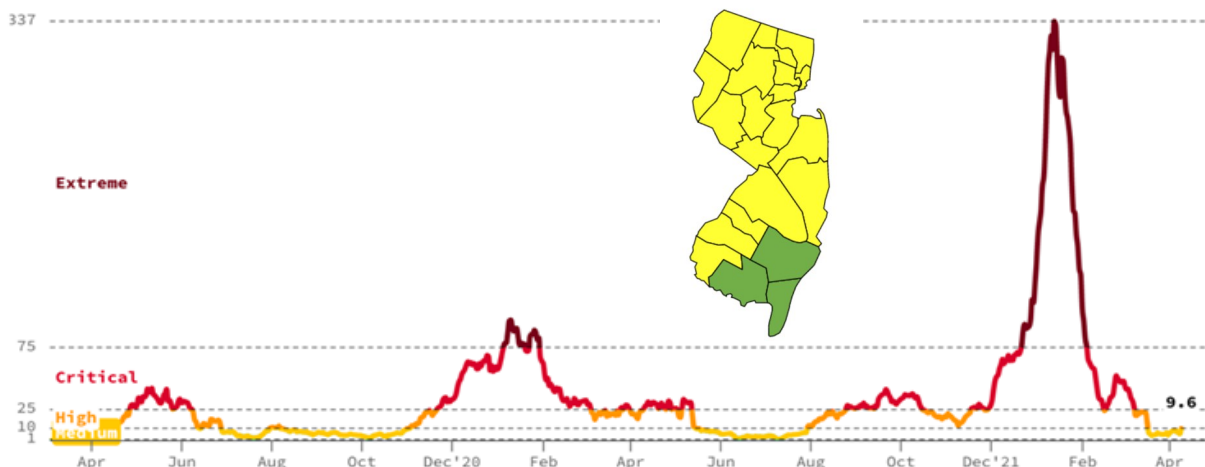 337
Extreme
75
Critical
25
High
9.6
10
Medium
1
Apr Jun Aug Oct Dec'20 Feb Apr Jun Aug Oct Dec'21 Feb Apr